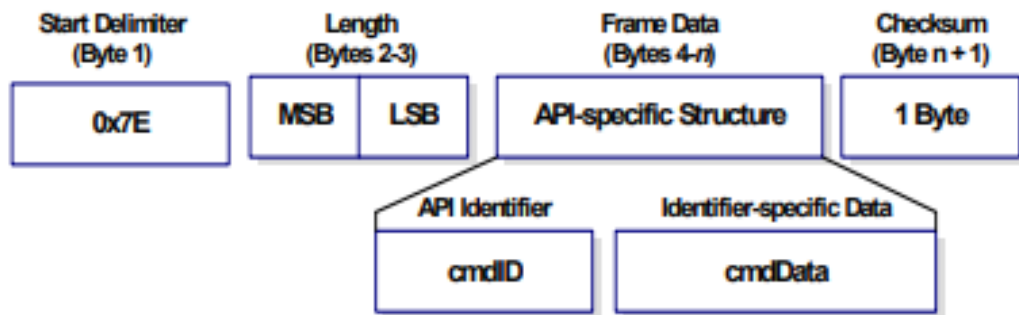 Start Delimiter
(Byte 1)
Length
(Bytes 2-3)
Frame Data
(Bytes 4-n)
Checksum
(Byte n + 1)
0x7E
MSB
LSB
API-specific Structure
1 Byte
API Identifier
Identifier-specific Data
cmdID
cmdData